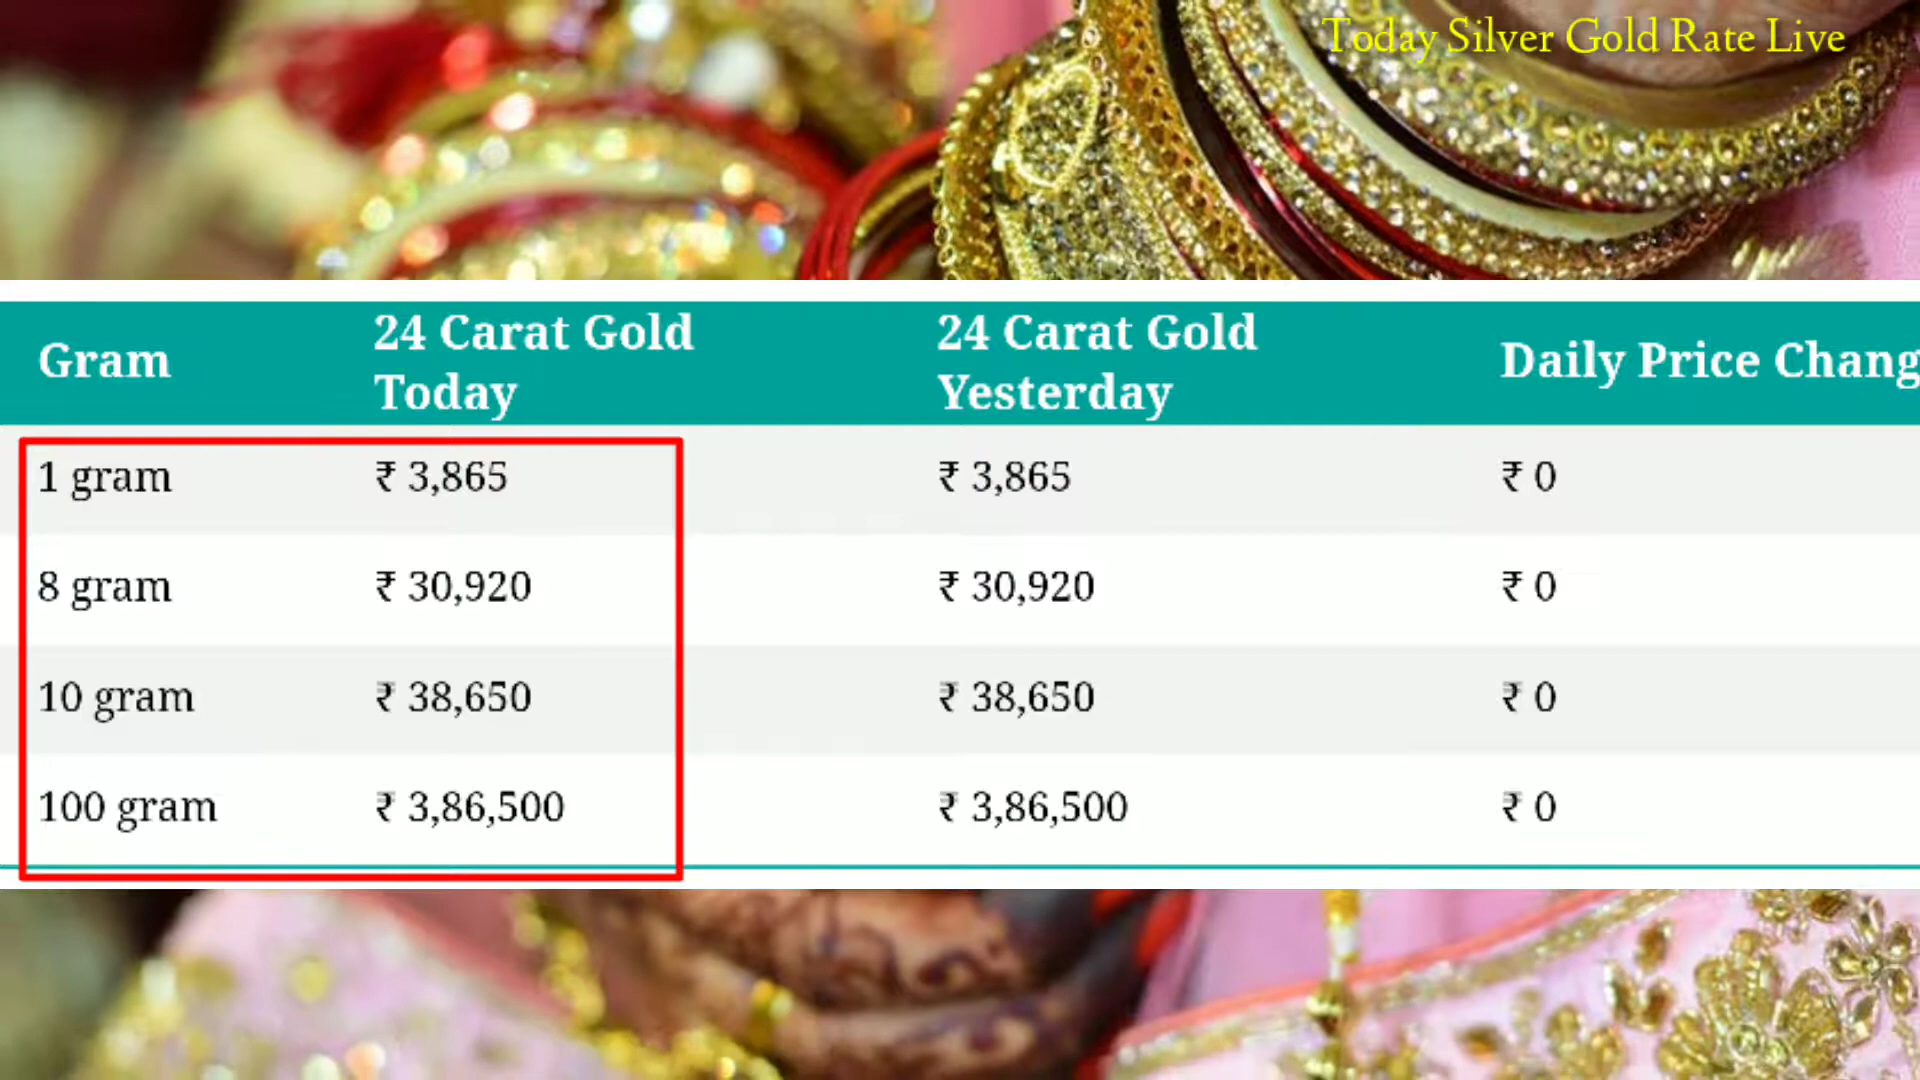 Today Silver Gold Rate Live
Gram 24 Carat Gold Today 24 Carat Gold Yesterday Daily Price Chang
1 gram ₹ 3,865 ₹ 3,865 ₹ 0
8 gram ₹ 30,920 ₹ 30,920 ₹ 0
10 gram ₹ 38,650 ₹ 38,650 ₹ 0
100 gram ₹ 3,86,500 ₹ 3,86,500 ₹ 0